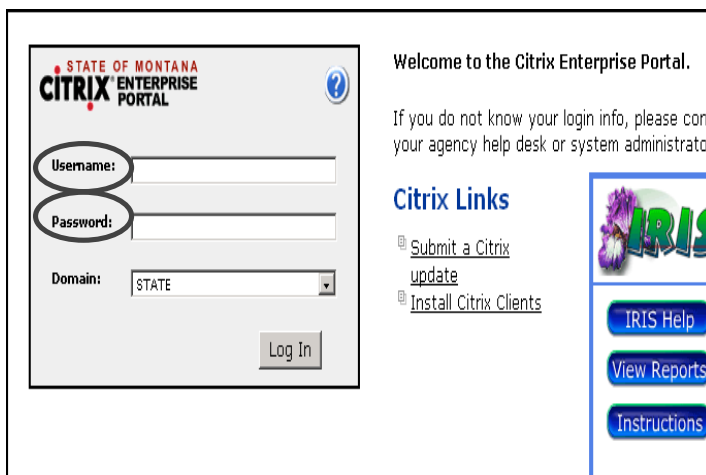 STATE OF MONTANA
CITRIX ENTERPRISE
PORTAL
?
Username:
Password:
Domain:
STATE
Log In
Welcome to the Citrix Enterprise Portal.
If you do not know your login info, please con
your agency help desk or system administrato
Citrix Links
Submit a Citrix
update
Install Citrix Clients
IRIS
IRIS Help
View Reports
Instructions